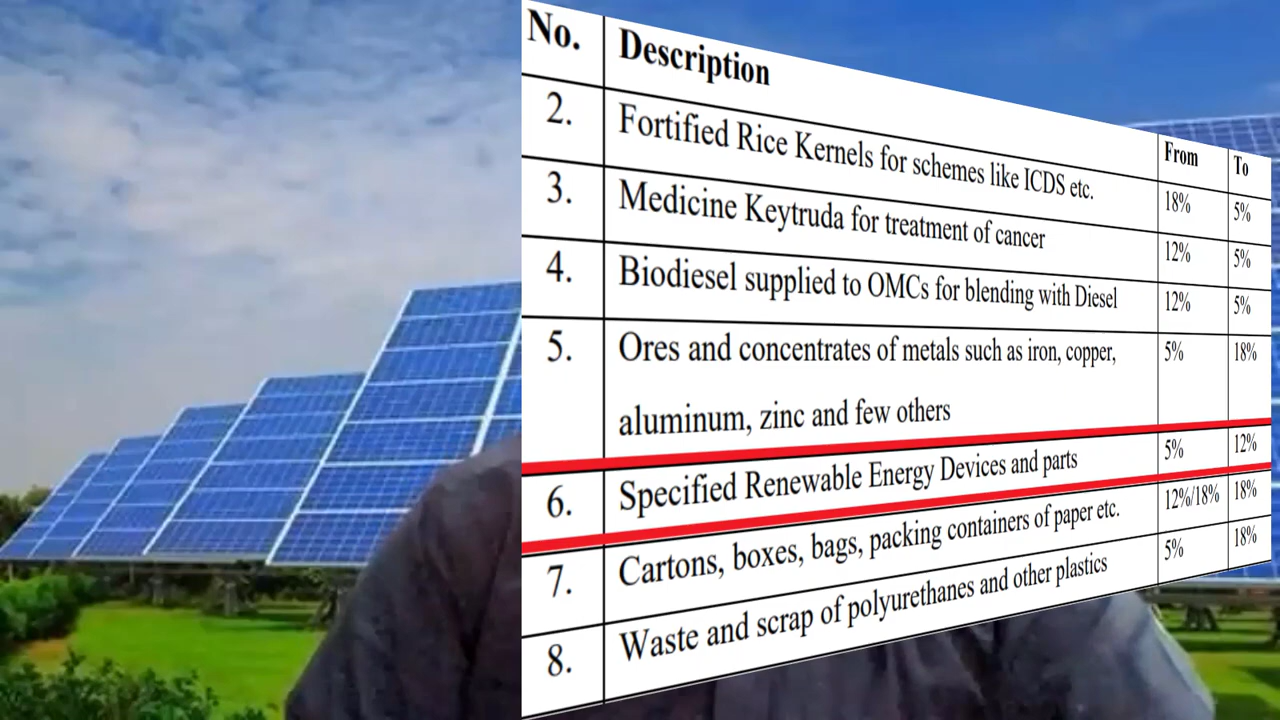 No. Description From To
2. Fortified Rice Kernels for schemes like ICDS etc. 18% 5%
3. Medicine Keytruda for treatment of cancer 12% 5%
4. Biodiesel supplied to OMCs for blending with Diesel 12% 5%
5. Ores and concentrates of metals such as iron, copper, 5% 18%
aluminum, zinc and few others
6. Specified Renewable Energy Devices and parts 5% 12%
7. Cartons, boxes, bags, packing containers of paper etc. 12%/18% 18%
8. Waste and scrap of polyurethanes and other plastics 5% 18%